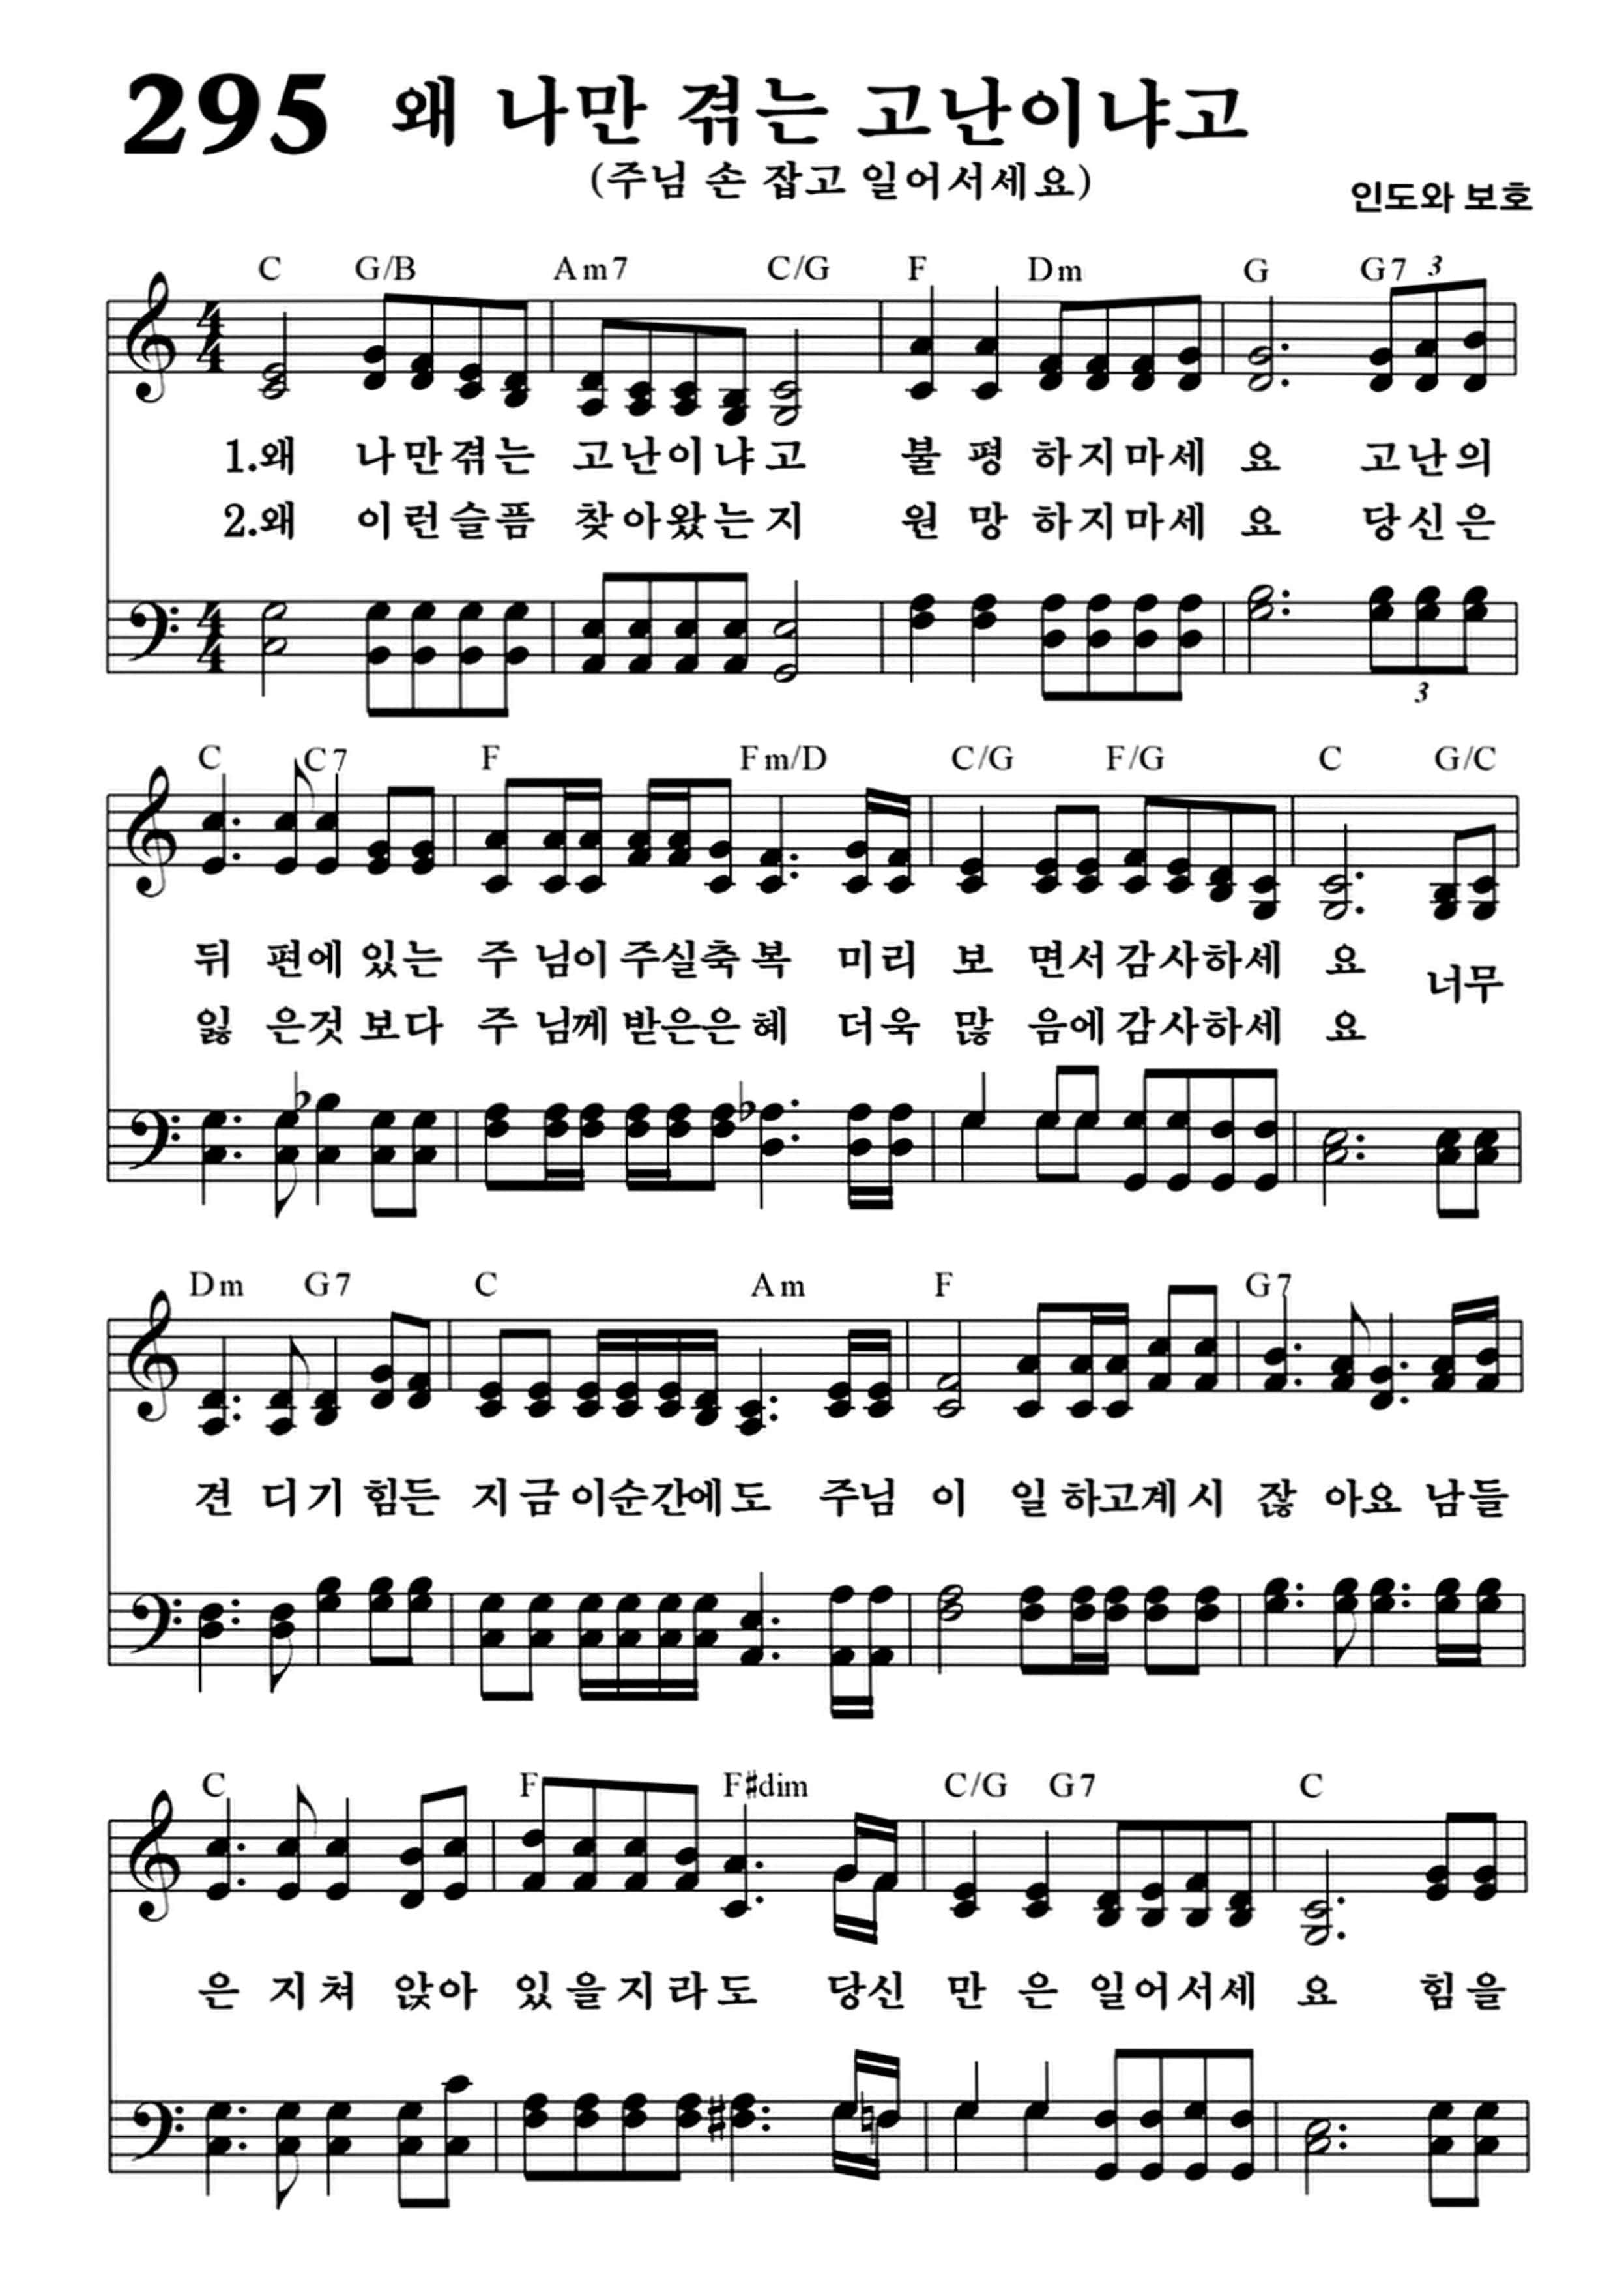 295 왜 나만 겪는 고난이냐고
(주님 손 잡고 일어서세요)
인도와 보호
C G/B Am7 C/G F Dm G G7 3
1.왜 나만겪는 고난이냐고 불 평 하지마세 요 고난의
2.왜 이런슬픔 찾아왔는지 원 망 하지마세 요 당신은
3
C C7 F Fm/D C/G F/G C G/C
뒤 편에 있는 주 님이 주실축복 미리 보 면서 감사하세 요 너무
잃 은것 보다 주 님께 받은은혜 더욱 많 음에 감사하세 요
Dm G7 C Am F G7
견 디기 힘든 지금 이순간에도 주님 이 일 하고계시 잖 아요 남들
C F F♯dim C/G G7 C
은 지쳐 앉아 있을지라도 당신 만 은 일어서세 요 힘을